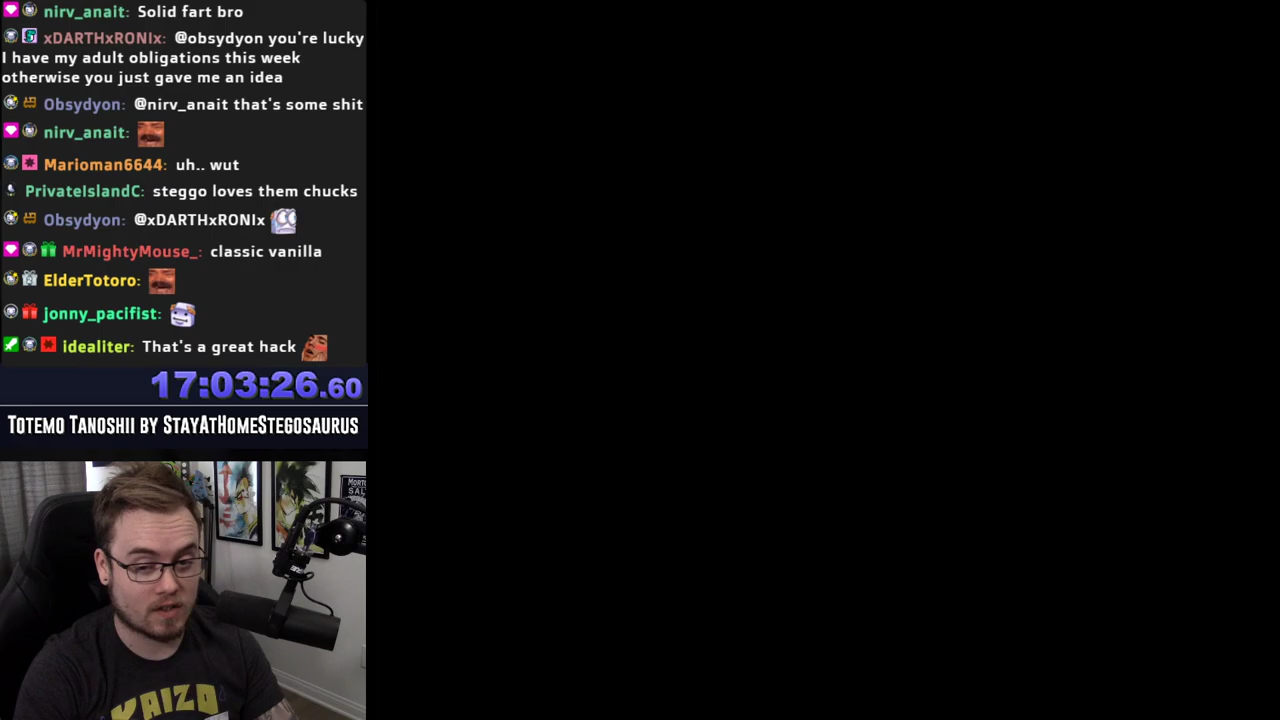 nirv_anait: Solid fart bro
xDARTHxRONIx: @obsydyon you're lucky
I have my adult obligations this week
otherwise you just gave me an idea
Obsydyon: @nirv_anait that's some shit
nirv_anait:
Marioman6644: uh.. wut
PrivateIslandC: steggo loves them chucks
Obsydyon: @xDARTHxRONIx
MrMightyMouse_: classic vanilla
ElderTotoro:
jonny_pacifist:
idealiter: That's a great hack
17:03:26.60
Totemo Tanoshii by StayAtHomeStegosaurus
KAIZO